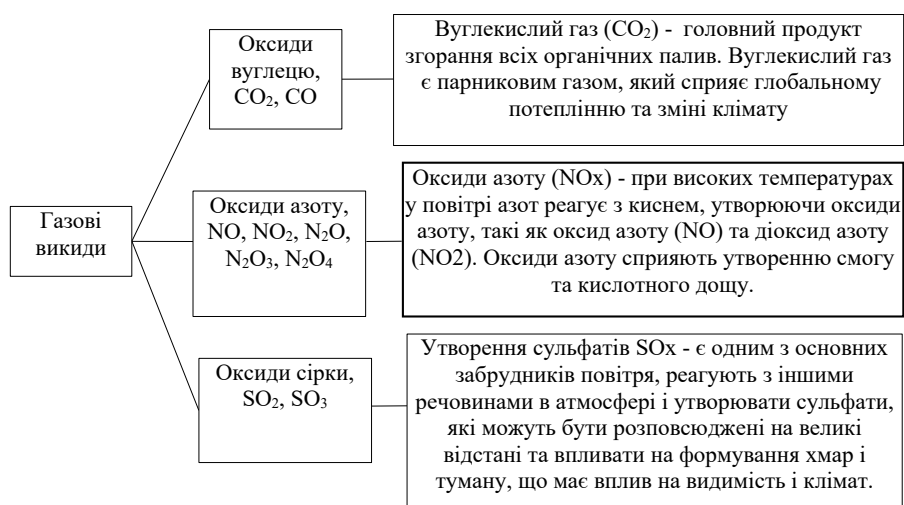 Оксиди
вуглецю,
CO₂, CO
Вуглекислий газ (CO₂) - головний продукт
згорання всіх органічних палив. Вуглекислий газ
є парниковим газом, який сприяє глобальному
потеплінню та зміні клімату
Газові
викиди
Оксиди азоту,
NO, NO₂, N₂O,
N₂O₃, N₂O₄
Оксиди азоту (NOx) - при високих температурах
у повітрі азот реагує з киснем, утворюючи оксиди
азоту, такі як оксид азоту (NO) та діоксид азоту
(NO2). Оксиди азоту сприяють утворенню смогу
та кислотного дощу.
Оксиди сірки,
SO₂, SO₃
Утворення сульфатів SOx - є одним з основних
забрудників повітря, реагують з іншими
речовинами в атмосфері і утворювати сульфати,
які можуть бути розповсюджені на великі
відстані та впливати на формування хмар і
туману, що має вплив на видимість і клімат.